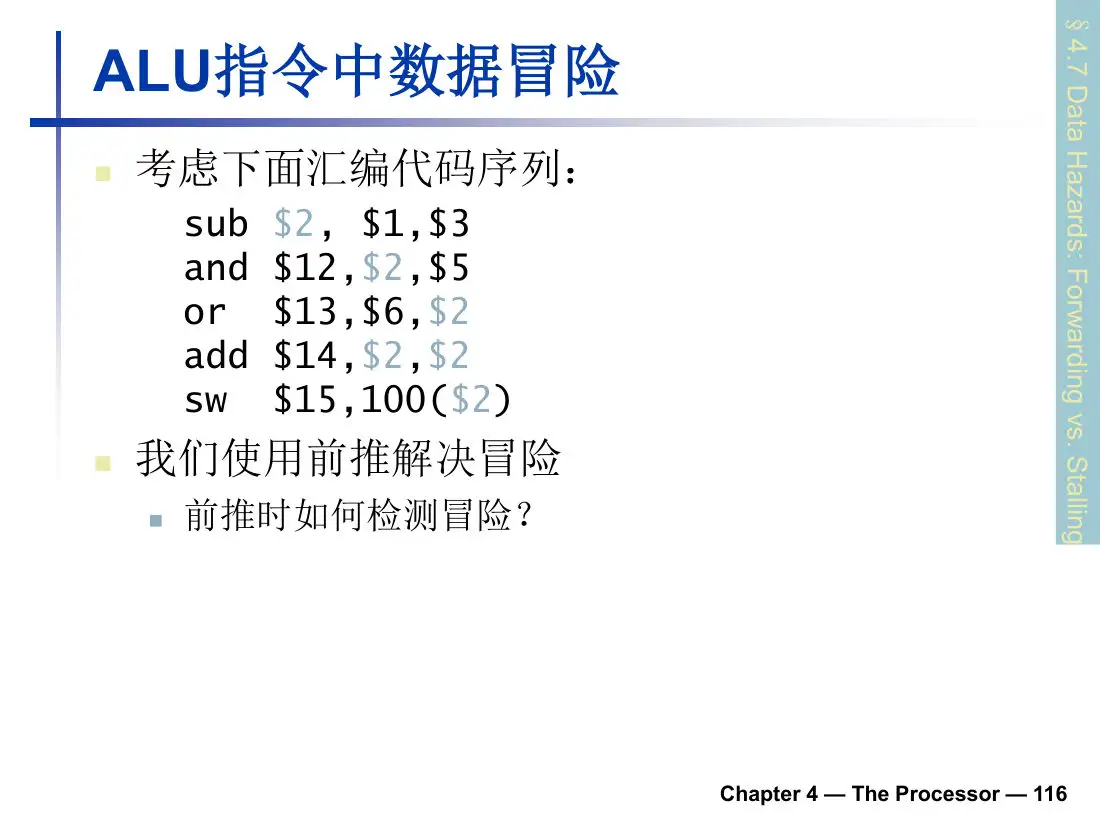 ALU指令中数据冒险
考虑下面汇编代码序列：
sub $2, $1,$3
and $12,$2,$5
or $13,$6,$2
add $14,$2,$2
sw $15,100($2)
我们使用前推解决冒险
前推时如何检测冒险？
§ 4.7 Data Hazards: Forwarding vs. Stalling
Chapter 4 — The Processor — 116